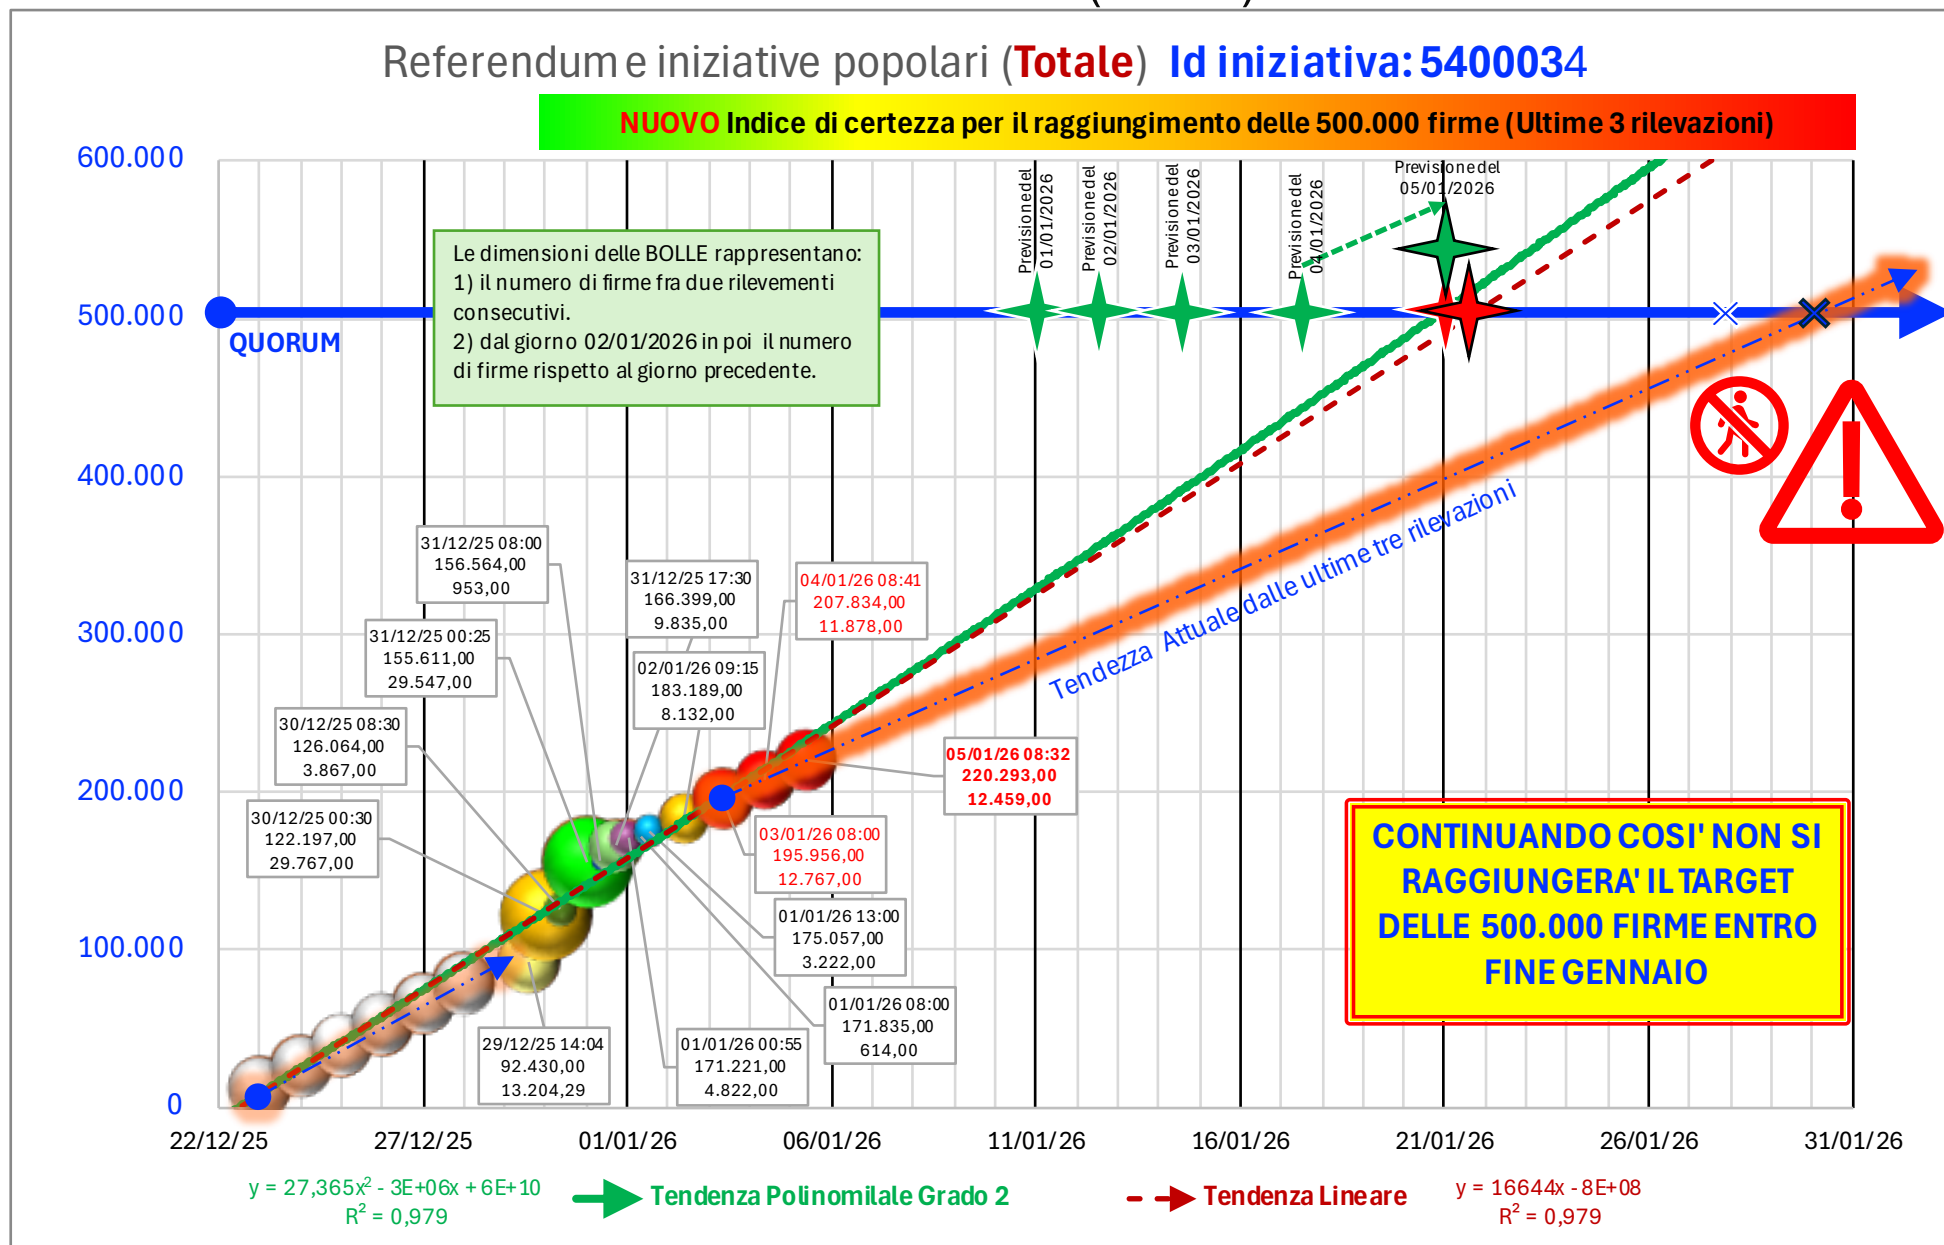 Referendum e iniziative popolari (Totale) Id iniziativa: 5400034
NUOVO Indice di certezza per il raggiungimento delle 500.000 firme (Ultime 3 rilevazioni)
600.000
500.000
400.000
300.000
200.000
100.000
0
QUORUM
Le dimensioni delle BOLLE rappresentano:
1) il numero di firme fra due rilevementi
consecutivi.
2) dal giorno 02/01/2026 in poi il numero
di firme rispetto al giorno precedente.
Previsione del
01/01/2026
Previsione del
02/01/2026
Previsione del
03/01/2026
Previsione del
04/01/2026
Previsione del
05/01/2026
31/12/25 08:00
156.564,00
953,00
31/12/25 17:30
166.399,00
9.835,00
04/01/26 08:41
207.834,00
11.878,00
31/12/25 00:25
155.611,00
29.547,00
02/01/26 09:15
183.189,00
8.132,00
30/12/25 08:30
126.064,00
3.867,00
05/01/26 08:32
220.293,00
12.459,00
30/12/25 00:30
122.197,00
29.767,00
03/01/26 08:00
195.956,00
12.767,00
01/01/26 13:00
175.057,00
3.222,00
01/01/26 08:00
171.835,00
614,00
29/12/25 14:04
92.430,00
13.204,29
01/01/26 00:55
171.221,00
4.822,00
Tendezza Attuale dalle ultime tre rilevazioni
CONTINUANDO COSI' NON SI
RAGGIUNGERA' IL TARGET
DELLE 500.000 FIRME ENTRO
FINE GENNAIO
22/12/25
27/12/25
01/01/26
06/01/26
11/01/26
16/01/26
21/01/26
26/01/26
31/01/26
y = 27,365x² - 3E+06x + 6E+10
R² = 0,979
Tendenza Polinomilale Grado 2
Tendenza Lineare
y = 16644x - 8E+08
R² = 0,979